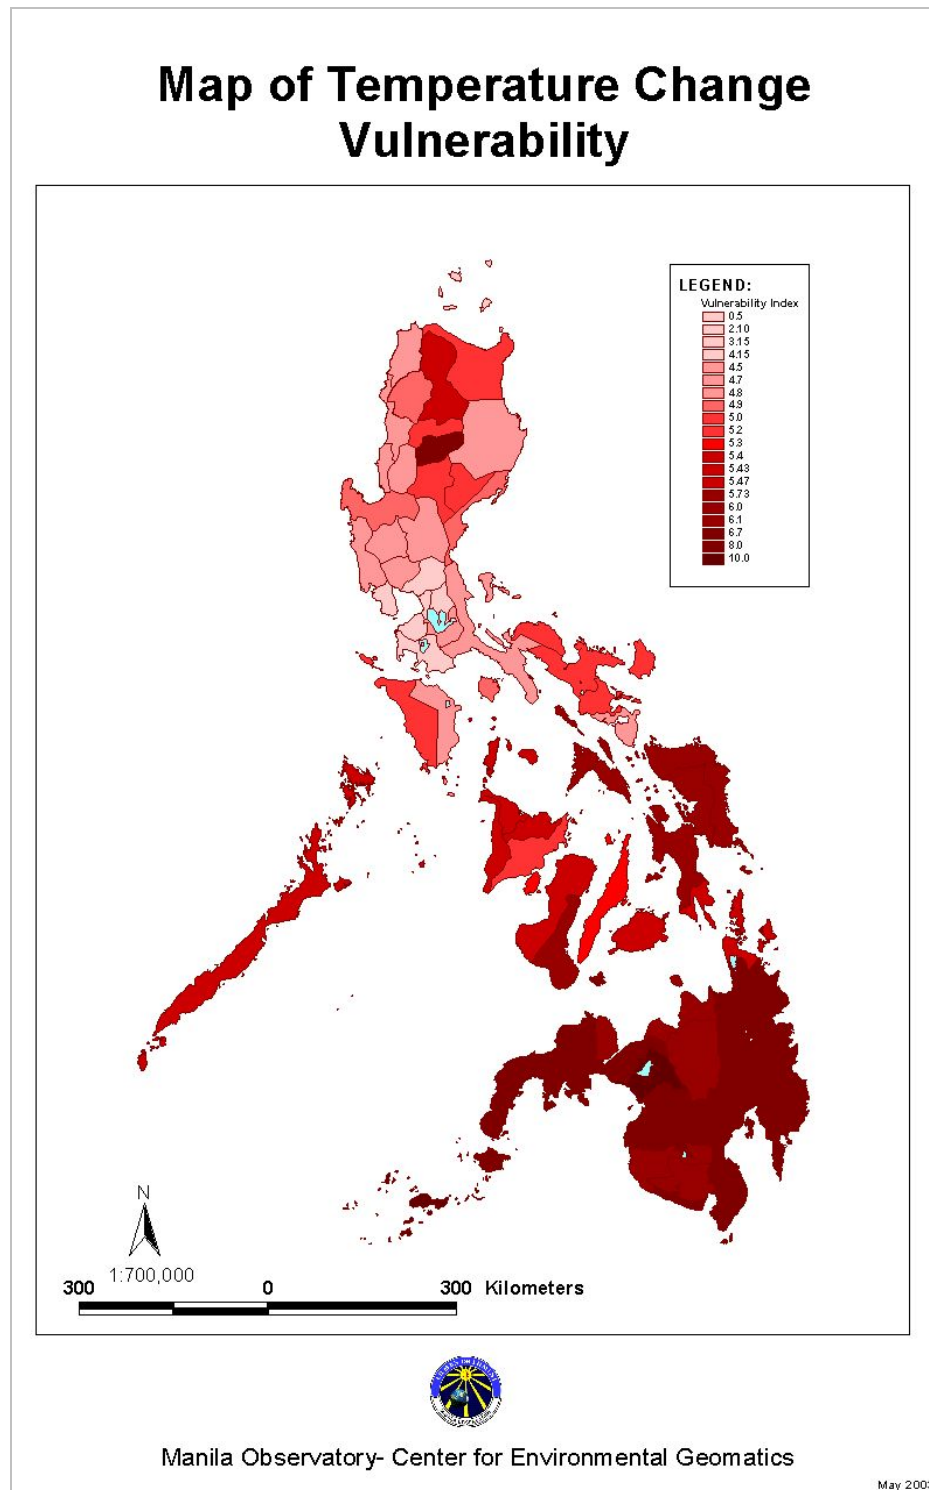 Map of Temperature Change
Vulnerability
LEGEND:
Vulnerability Index
0.5
2.10
3.15
4.15
4.5
4.7
4.8
4.9
5.0
5.2
5.3
5.4
5.43
5.47
5.73
6.0
6.1
6.7
8.0
10.0
N
1:700,000
300 0 300 Kilometers
Manila Observatory- Center for Environmental Geomatics
May 2003